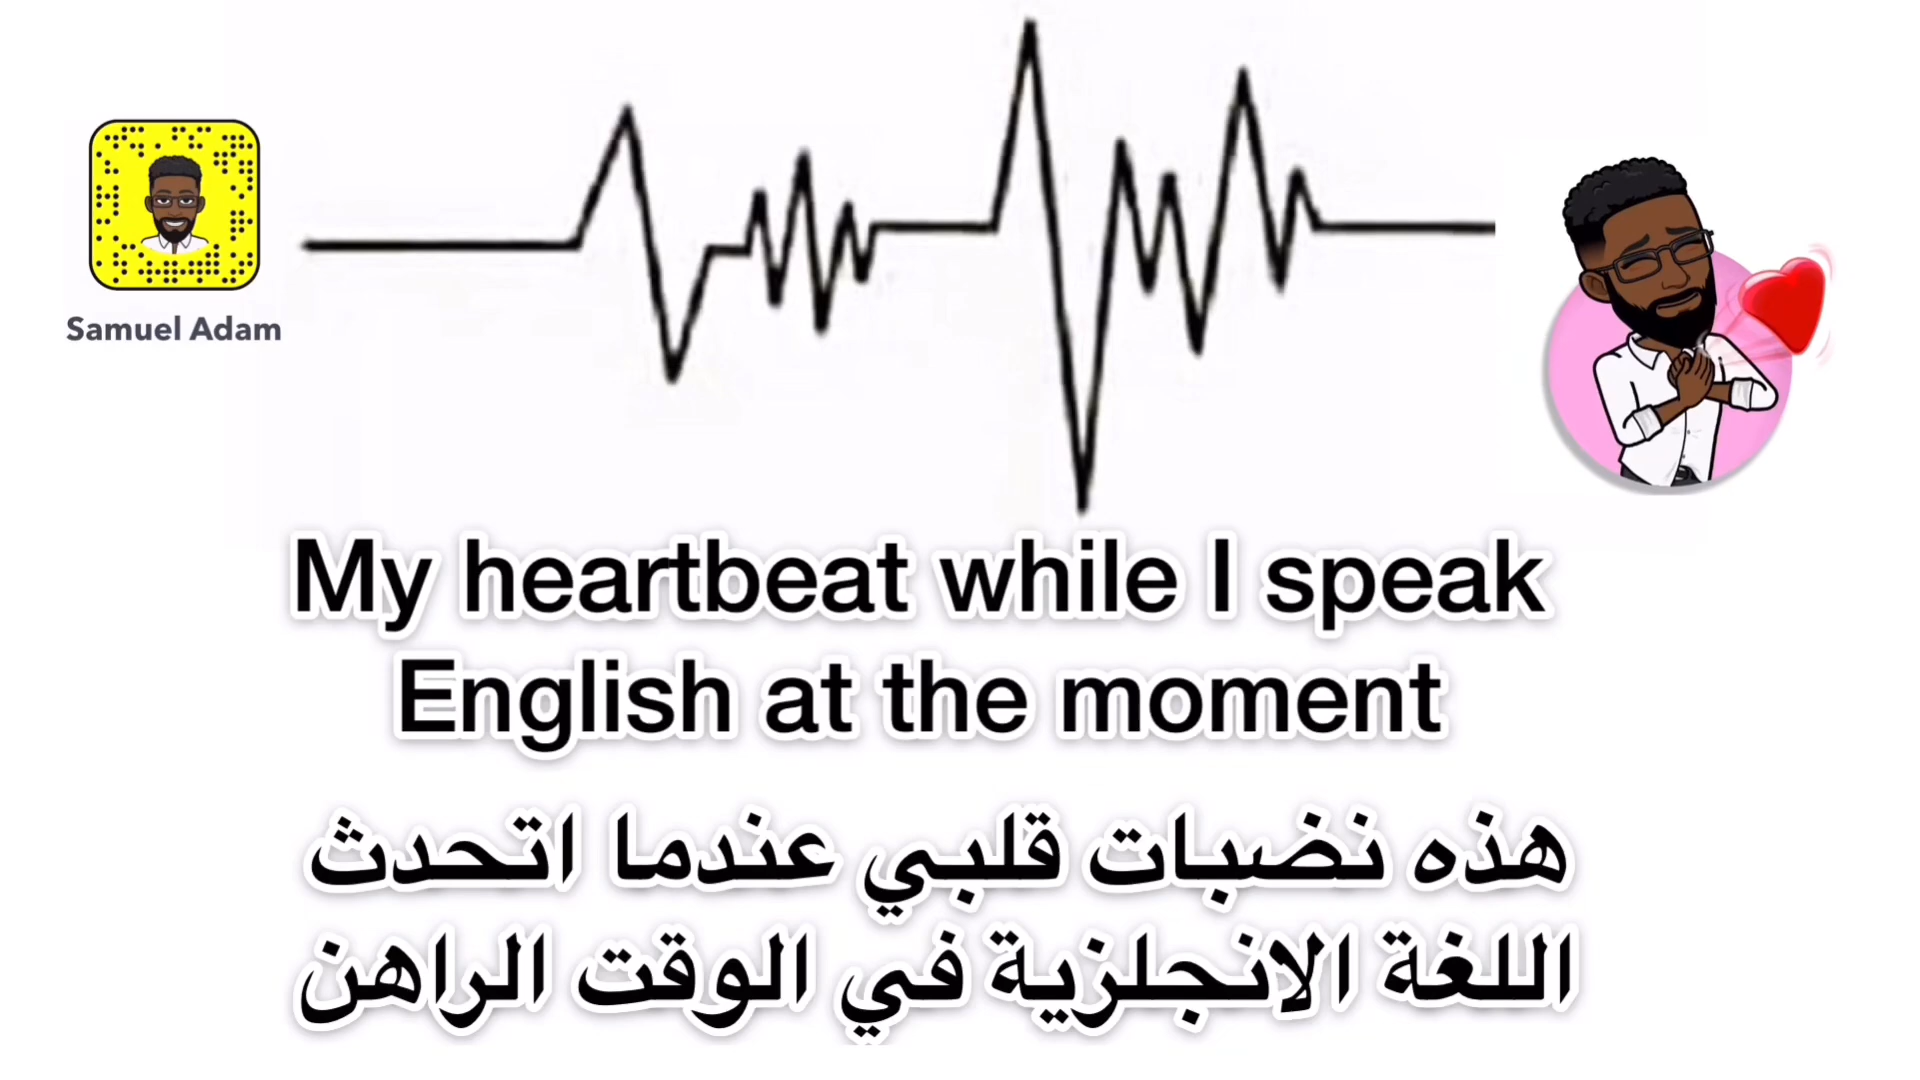 Samuel Adam
My heartbeat while I speak
English at the moment
هذه نضبات قلبي عندما اتحدث
اللغة الانجلزية في الوقت الراهن